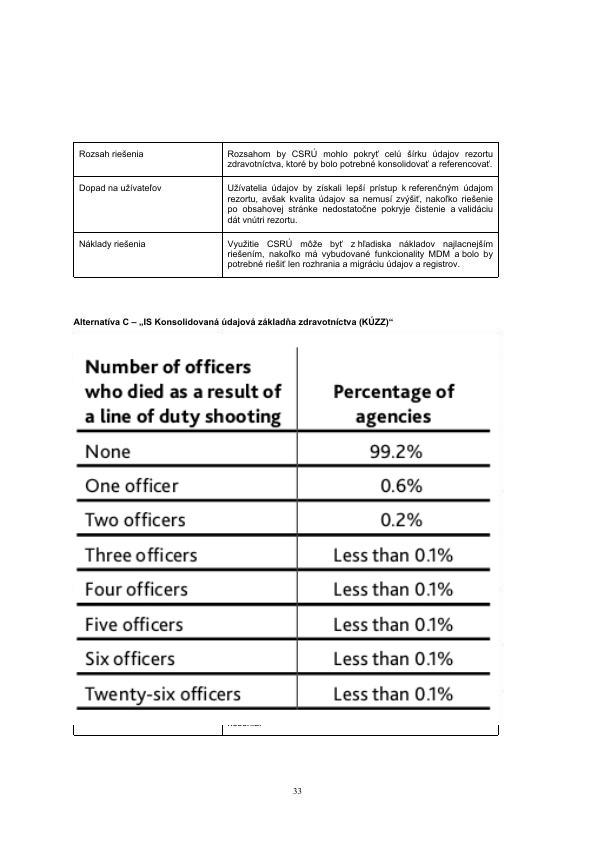 Rozsah riešenia
Rozsahom by CSRÚ mohlo pokryť celú šírku údajov rezortu
zdravotníctva, ktoré by bolo potrebné konsolidovať a referencovať.
Dopad na užívateľov
Užívatelia údajov by získali lepší prístup k referenčným údajom
rezortu, avšak kvalita údajov sa nemusí zvýšiť, nakoľko riešenie
po obsahovej stránke nedostatočne pokryje čistenie a validáciu
dát vnútri rezortu.
Náklady riešenia
Využitie CSRÚ môže byť z hľadiska nákladov najlacnejším
riešením, nakoľko má vybudované funkcionality MDM a bolo by
potrebné riešiť len rozhrania a migráciu údajov a registrov.
Alternatíva C – „IS Konsolidovaná údajová základňa zdravotníctva (KÚZZ)“
Number of officers
who died as a result of
a line of duty shooting
Percentage of
agencies
None 99.2%
One officer 0.6%
Two officers 0.2%
Three officers Less than 0.1%
Four officers Less than 0.1%
Five officers Less than 0.1%
Six officers Less than 0.1%
Twenty-six officers Less than 0.1%
33